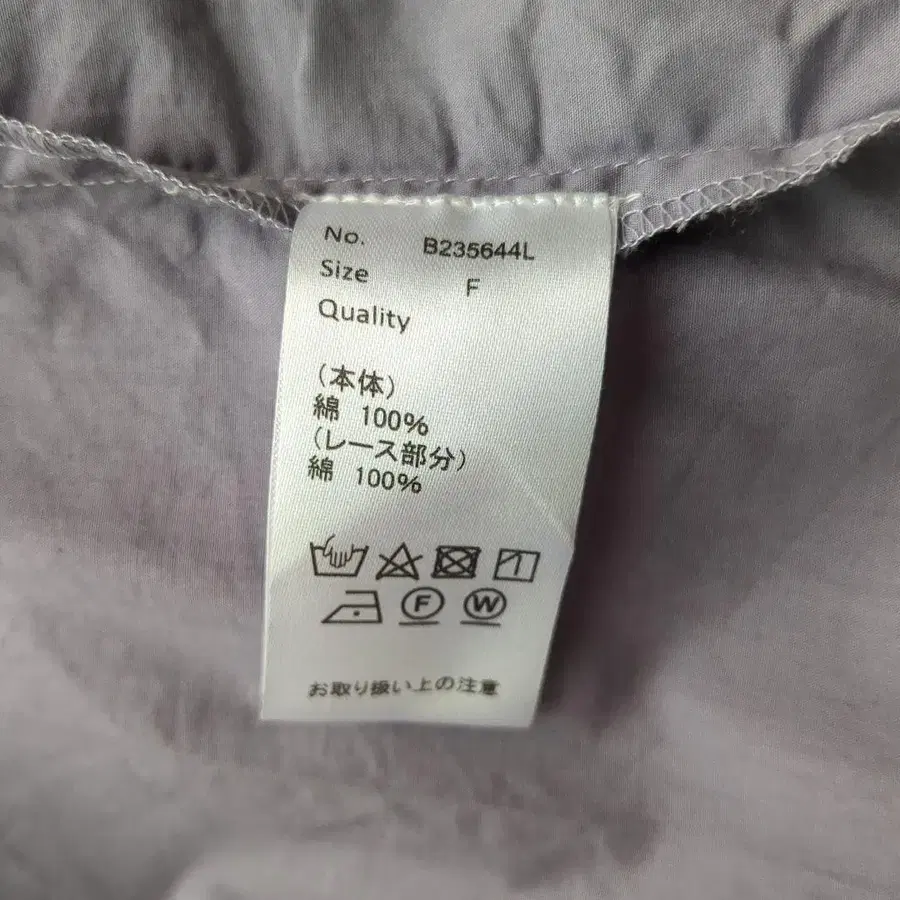 No. B235644L
Size F
Quality
(本体)
綿 100%
(レース部分)
綿 100%
F W
お取り扱い上の注意